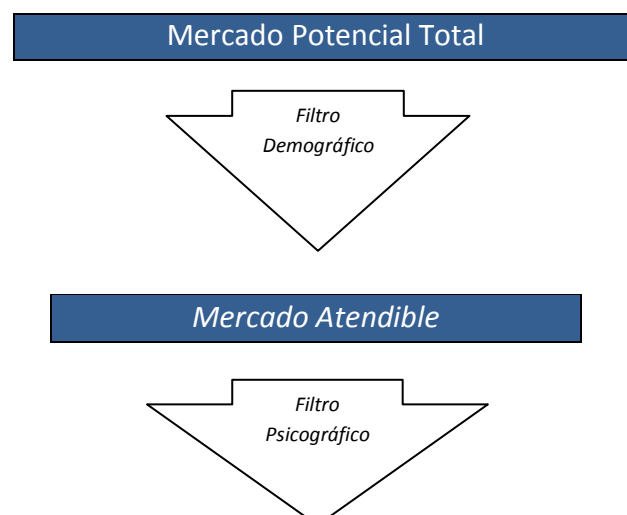 Mercado Potencial Total
Filtro
Demográfico
Mercado Atendible
Filtro
Psicográfico